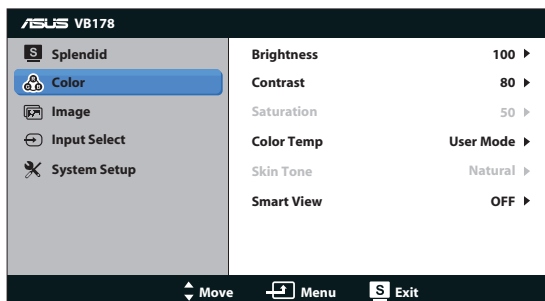 ASUS VB178
S Splendid
Color
Image
Input Select
System Setup
Brightness 100
Contrast 80
Saturation 50
Color Temp User Mode
Skin Tone Natural
Smart View OFF
Move Menu S Exit